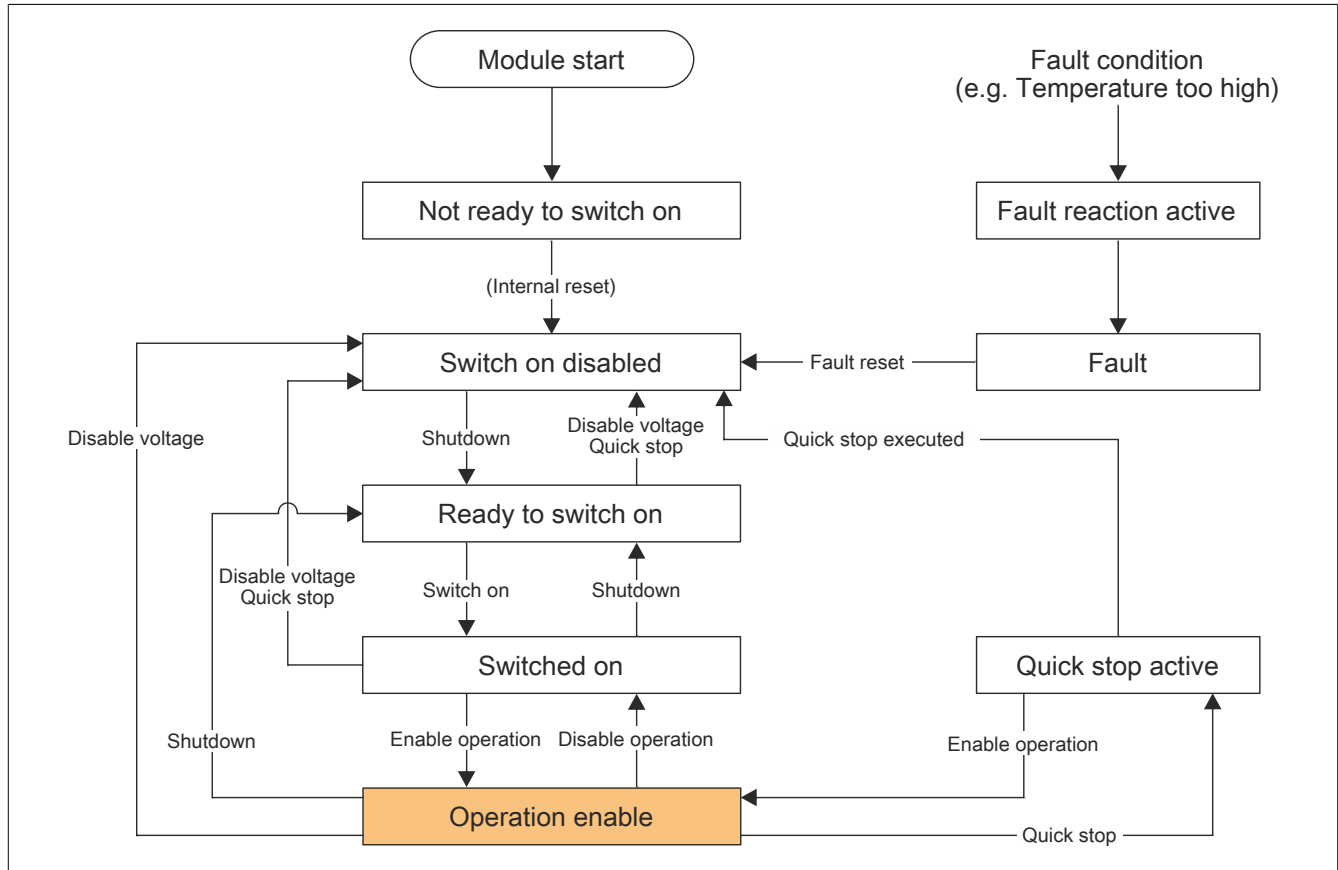 Module start
Fault condition
(e.g. Temperature too high)
Not ready to switch on
Fault reaction active
(Internal reset)
Switch on disabled
Fault reset
Fault
Disable voltage
Shutdown
Disable voltage
Quick stop
Quick stop executed
Ready to switch on
Disable voltage
Quick stop
Switch on
Shutdown
Switched on
Quick stop active
Shutdown
Enable operation
Disable operation
Enable operation
Operation enable
Quick stop